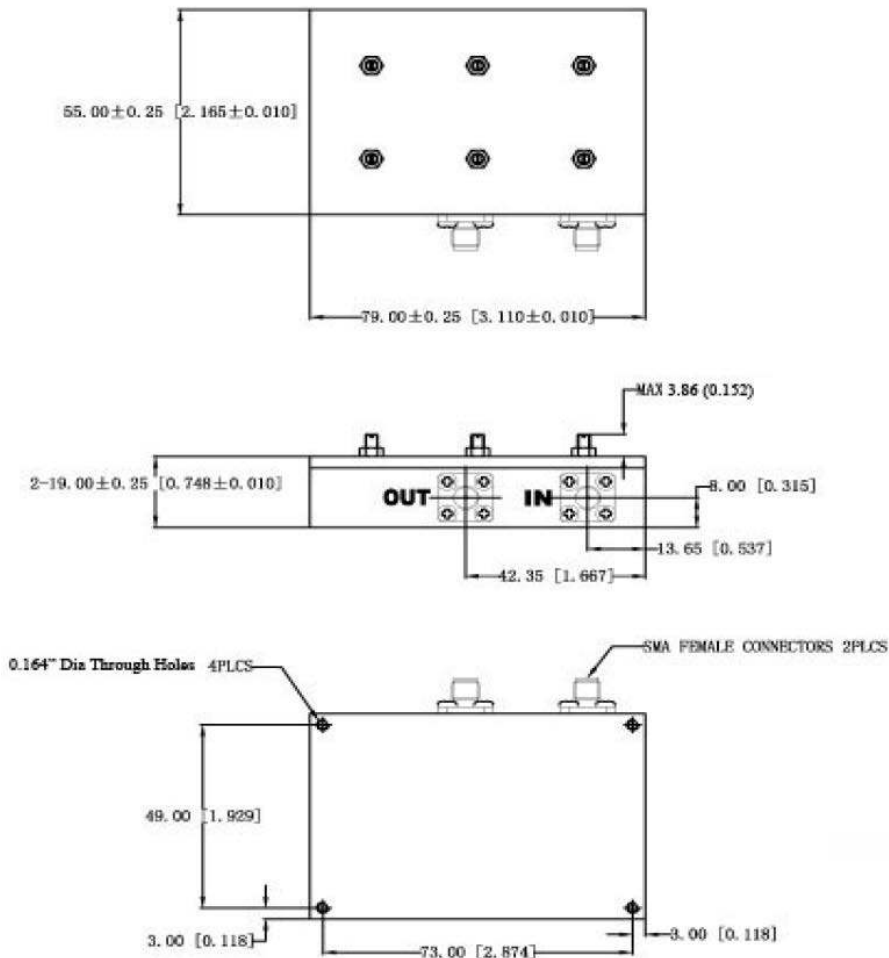 55.00±0.25 [2.165±0.010]
79.00±0.25 [3.110±0.010]
MAX 3.86 (0.152)
2-19.00±0.25 [0.748±0.010]
OUT
IN
8.00 [0.315]
13.65 [0.537]
42.35 [1.667]
SMA FEMALE CONNECTORS 2PLCS
0.164" Dia Through Holes 4PLCS
49.00 [1.929]
3.00 [0.118]
3.00 [0.118]
73.00 [2.874]